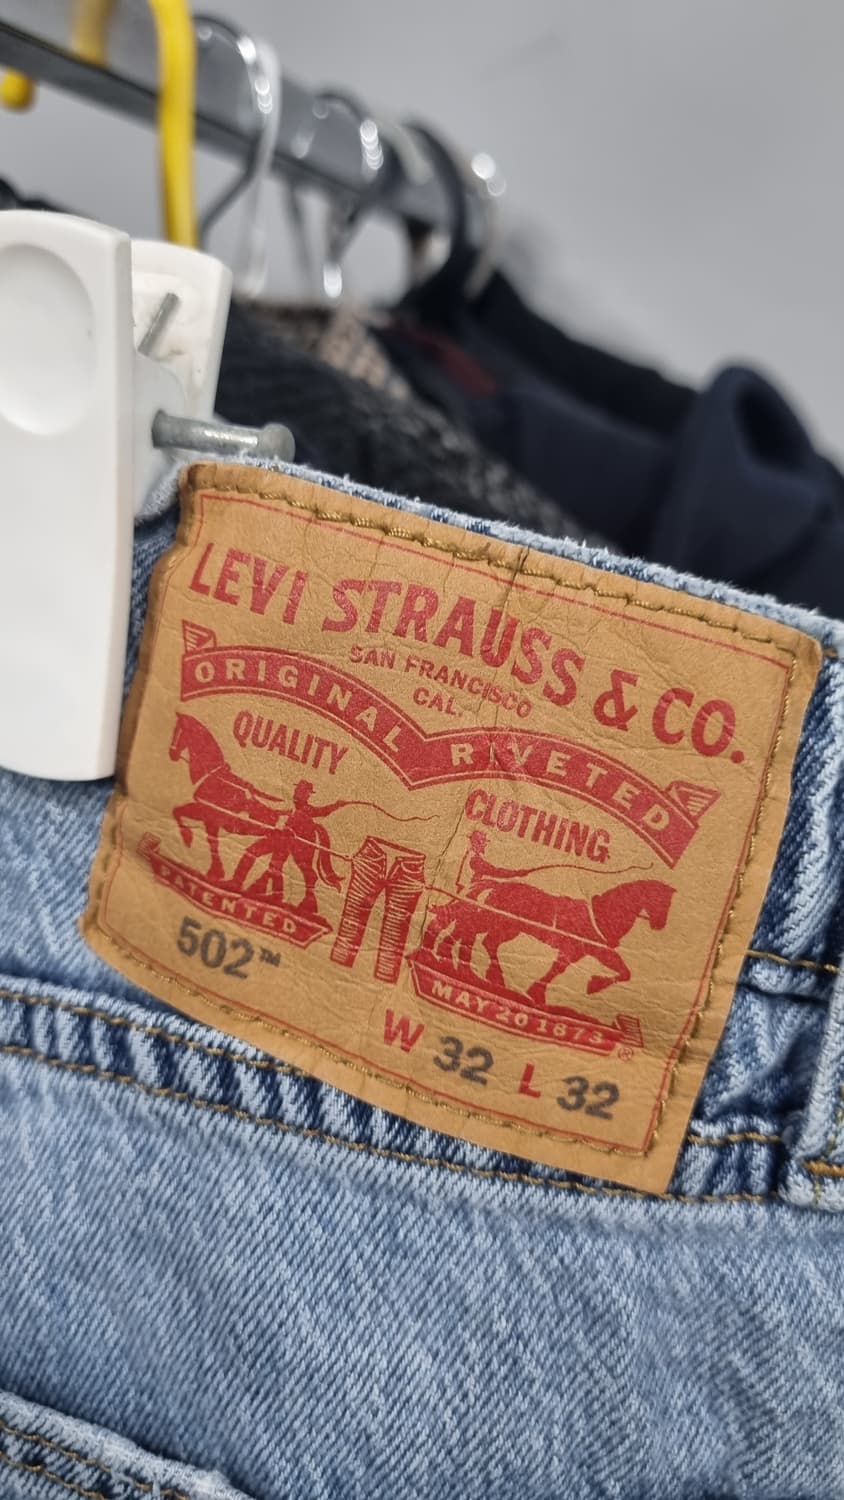 LEVI STRAUSS & CO.
SAN FRANCISCO
CAL.
ORIGINAL RIVETED
QUALITY
CLOTHING
PATENTED
MAY 20 1873 ®
502™
W 32 L 32